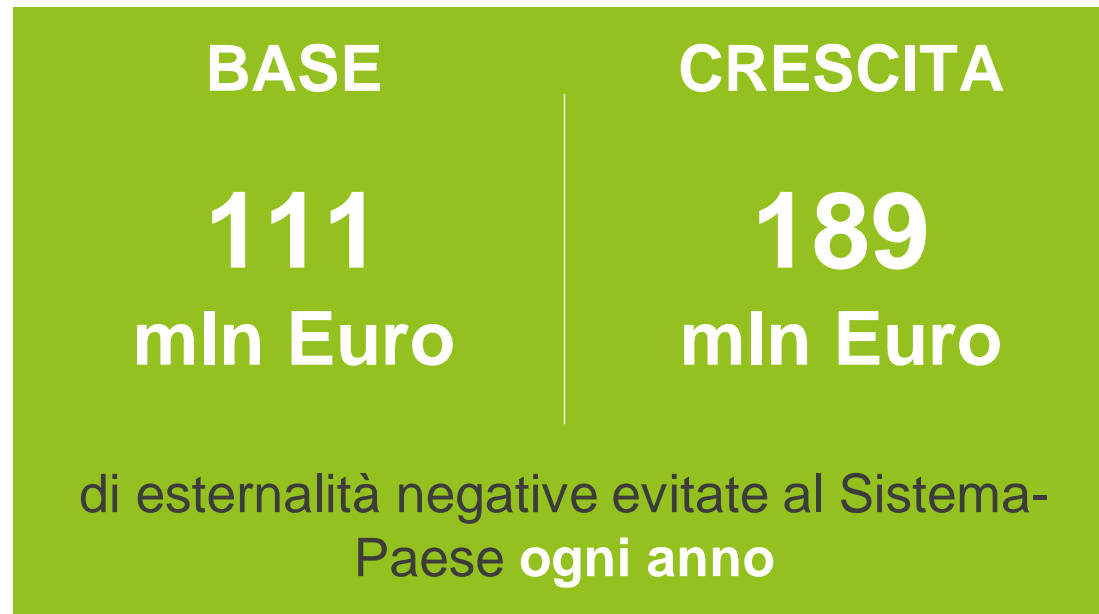 BASE
CRESCITA
111
189
mln Euro
mln Euro
di esternalità negative evitate al Sistema-
Paese ogni anno